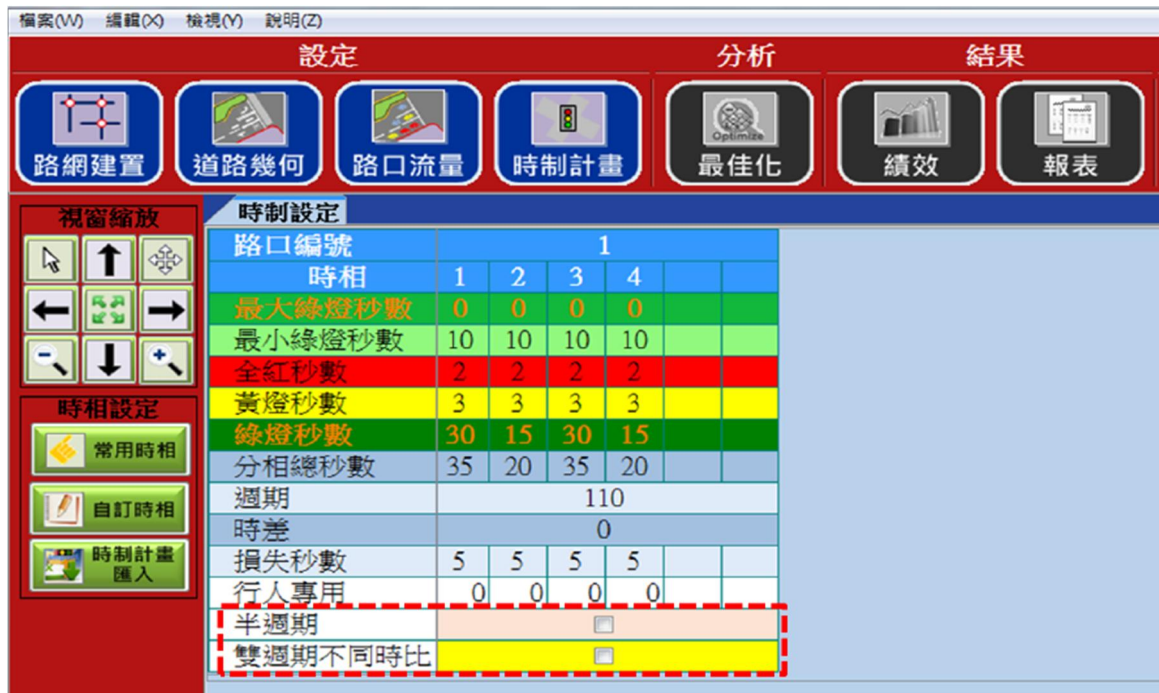 檔案(W) 編輯(X) 檢視(Y) 說明(Z)
設定 分析 結果
路網建置 道路幾何 路口流量 時制計畫 Optimize 最佳化 績效 報表
視窗縮放
時相設定
常用時相
自訂時相
時制計畫
匯入
時制設定
路口編號 1
時相 1 2 3 4
最大綠燈秒數 0 0 0 0
最小綠燈秒數 10 10 10 10
全紅秒數 2 2 2 2
黃燈秒數 3 3 3 3
綠燈秒數 30 15 30 15
分相總秒數 35 20 35 20
週期 110
時差 0
損失秒數 5 5 5 5
行人專用 0 0 0 0
半週期
雙週期不同時比